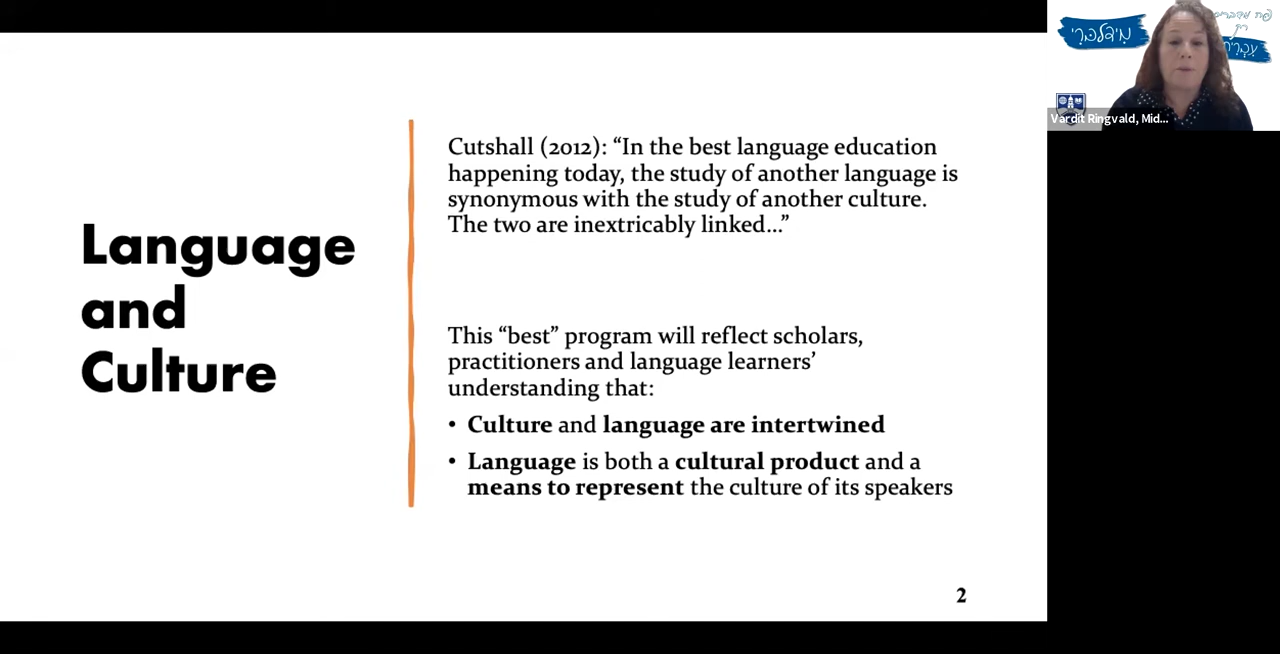 Language
and
Culture
Cutshall (2012): “In the best language education
happening today, the study of another language is
synonymous with the study of another culture.
The two are inextricably linked...”
This “best” program will reflect scholars,
practitioners and language learners’
understanding that:
• Culture and language are intertwined
• Language is both a cultural product and a
means to represent the culture of its speakers
2
מִידְלבֶּרִי
עִבְרִית
Vardit Ringvald, Mid...